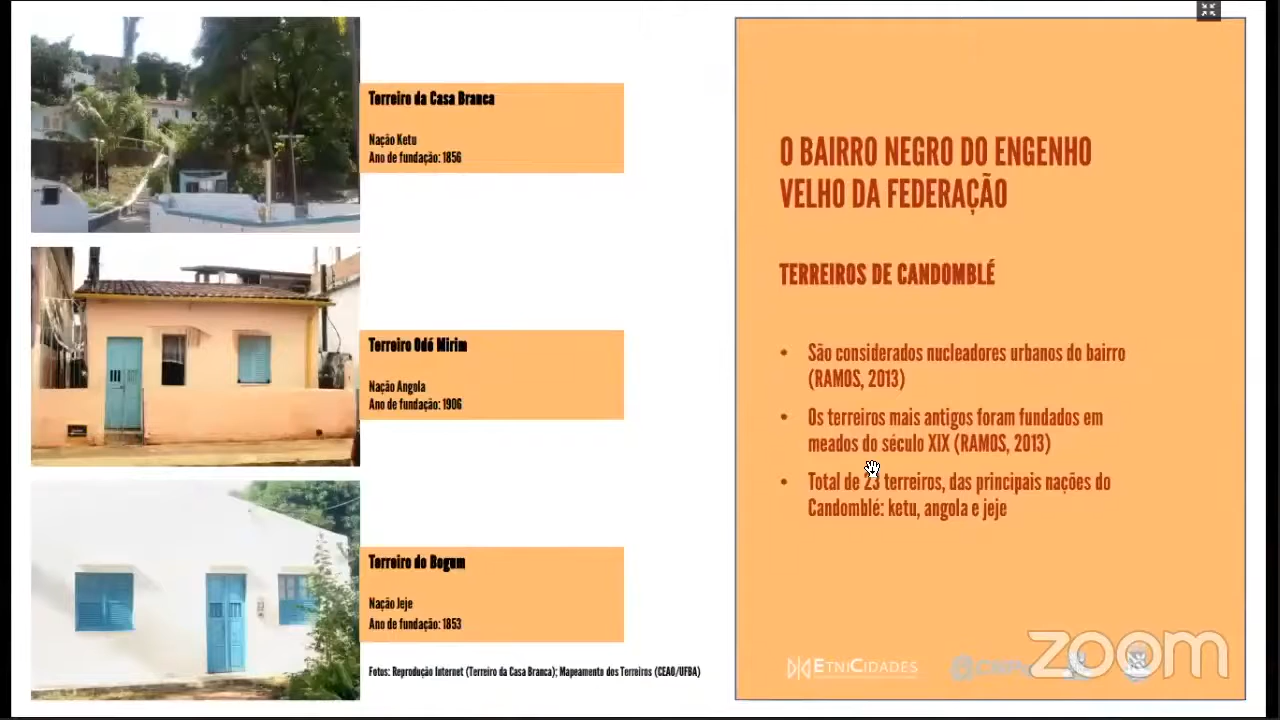 Terreiro da Casa Branca
Nação Ketu
Ano de fundação: 1856
Terreiro Odé Mirim
Nação Angola
Ano de fundação: 1906
Terreiro do Bogum
Nação Jeje
Ano de fundação: 1853
Fotos: Reprodução Internet (Terreiro da Casa Branca); Mapeamento dos Terreiros (CEAO/UFBA)
O BAIRRO NEGRO DO ENGENHO
VELHO DA FEDERAÇÃO
TERREIROS DE CANDOMBLÉ
• São considerados nucleadores urbanos do bairro
(RAMOS, 2013)
• Os terreiros mais antigos foram fundados em
meados do século XIX (RAMOS, 2013)
• Total de 23 terreiros, das principais nações do
Candomblé: ketu, angola e jeje
ETNICIDADES
zoom